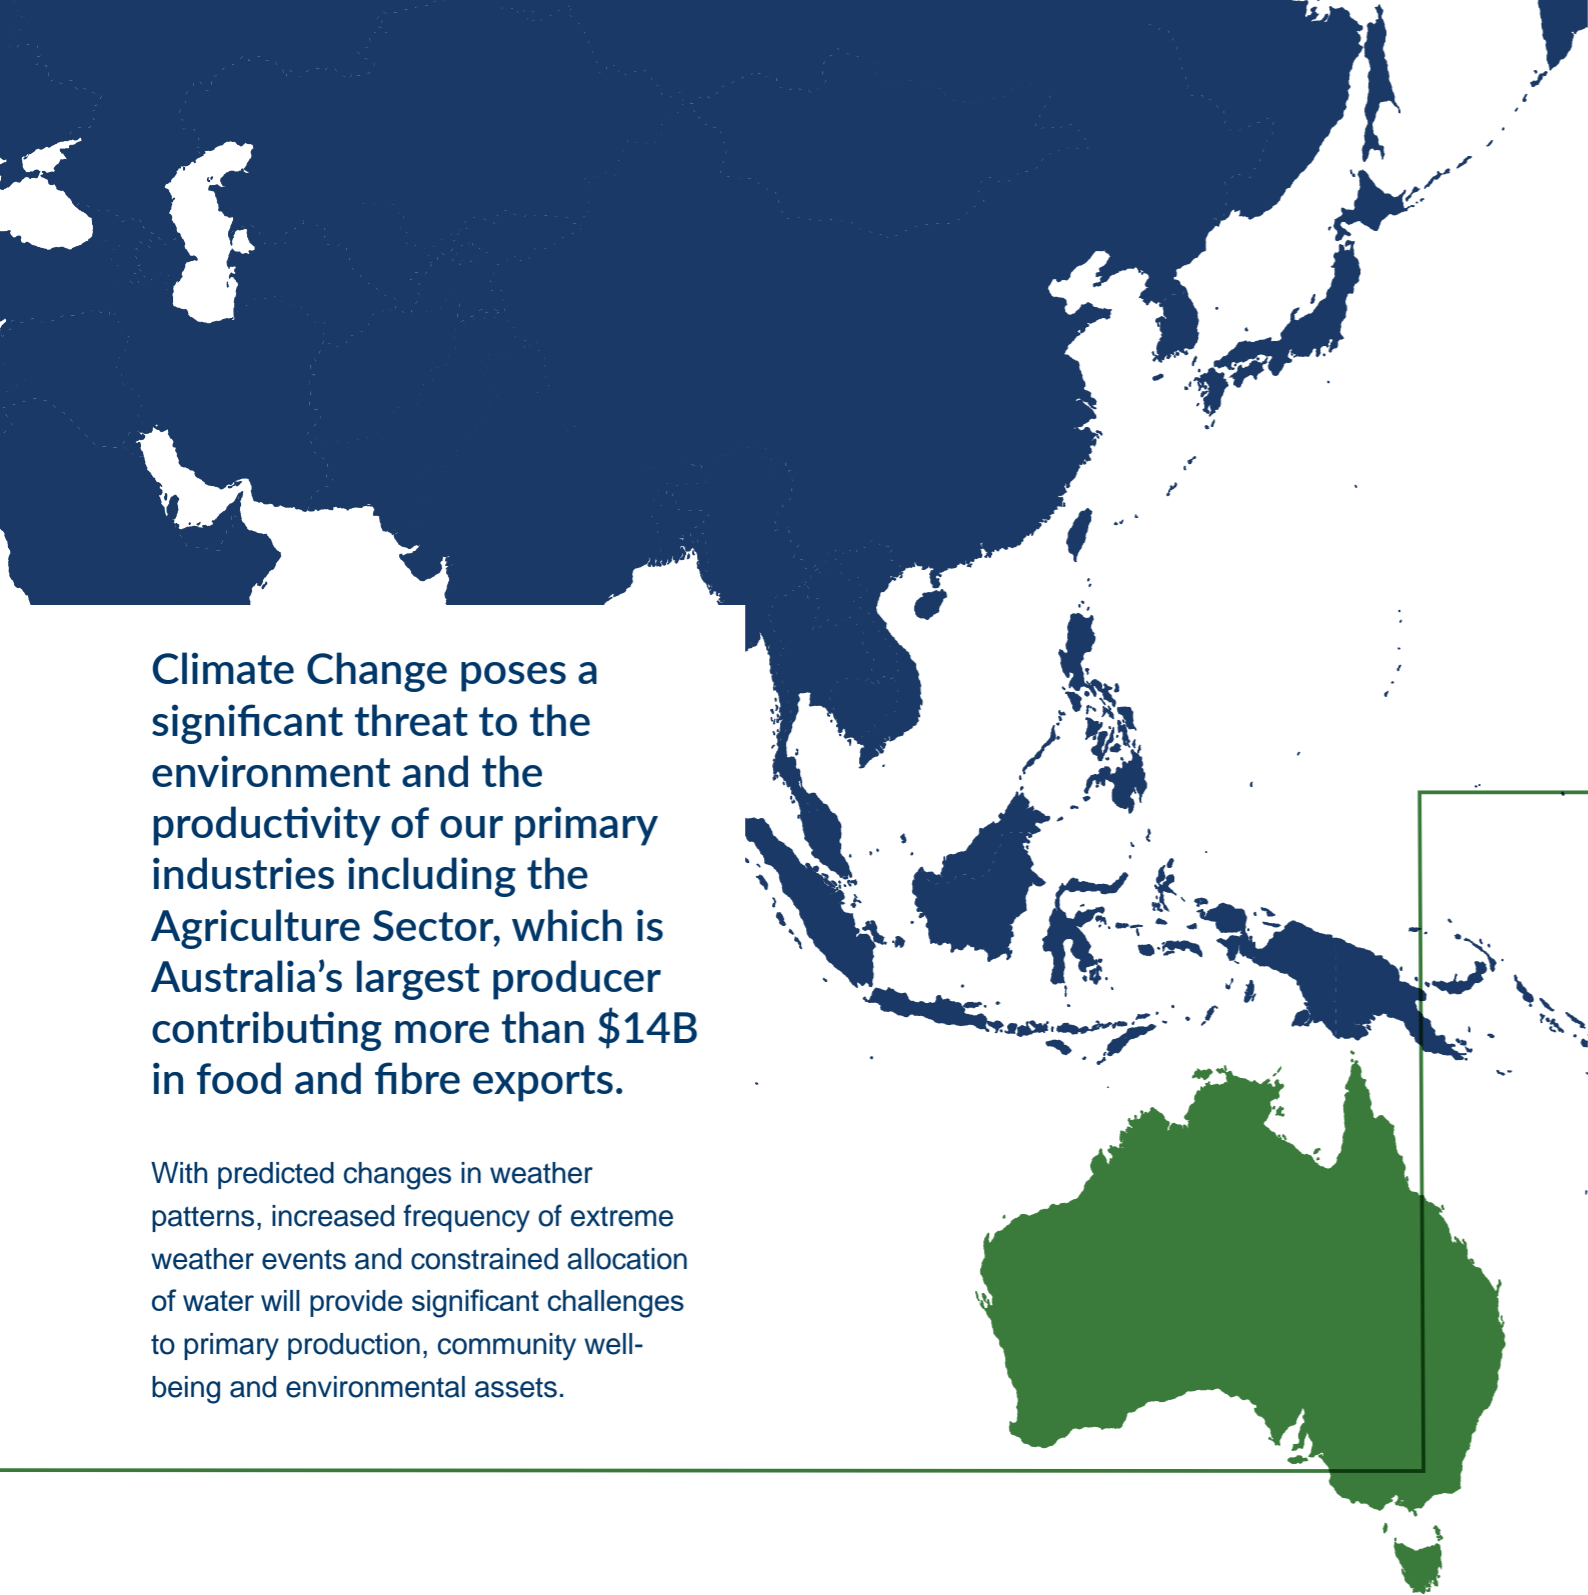 Climate Change poses a
significant threat to the
environment and the
productivity of our primary
industries including the
Agriculture Sector, which is
Australia’s largest producer
contributing more than $14B
in food and fibre exports.
With predicted changes in weather
patterns, increased frequency of extreme
weather events and constrained allocation
of water will provide significant challenges
to primary production, community well-
being and environmental assets.